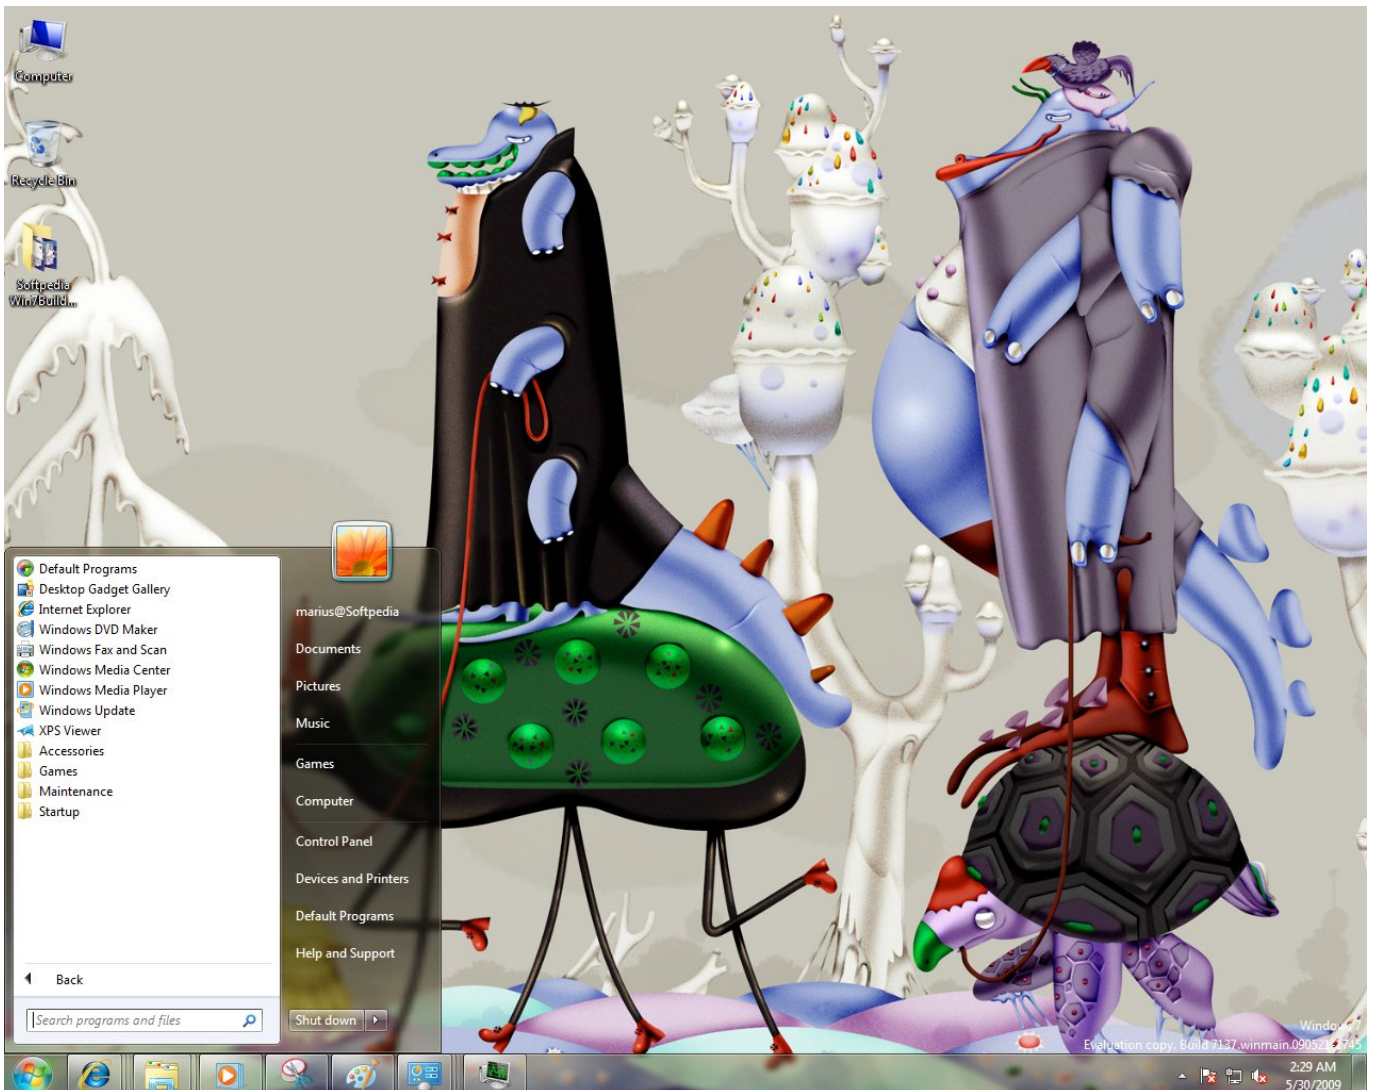 Computer
Recycle Bin
Softpedia
Win7Build...
Default Programs
Desktop Gadget Gallery
Internet Explorer
Windows DVD Maker
Windows Fax and Scan
Windows Media Center
Windows Media Player
Windows Update
XPS Viewer
Accessories
Games
Maintenance
Startup
Back
Search programs and files
marius@Softpedia
Documents
Pictures
Music
Games
Computer
Control Panel
Devices and Printers
Default Programs
Help and Support
Shut down
Windows 7
Evaluation copy. Build 7137.winmain.090521-1745
2:29 AM
5/30/2009